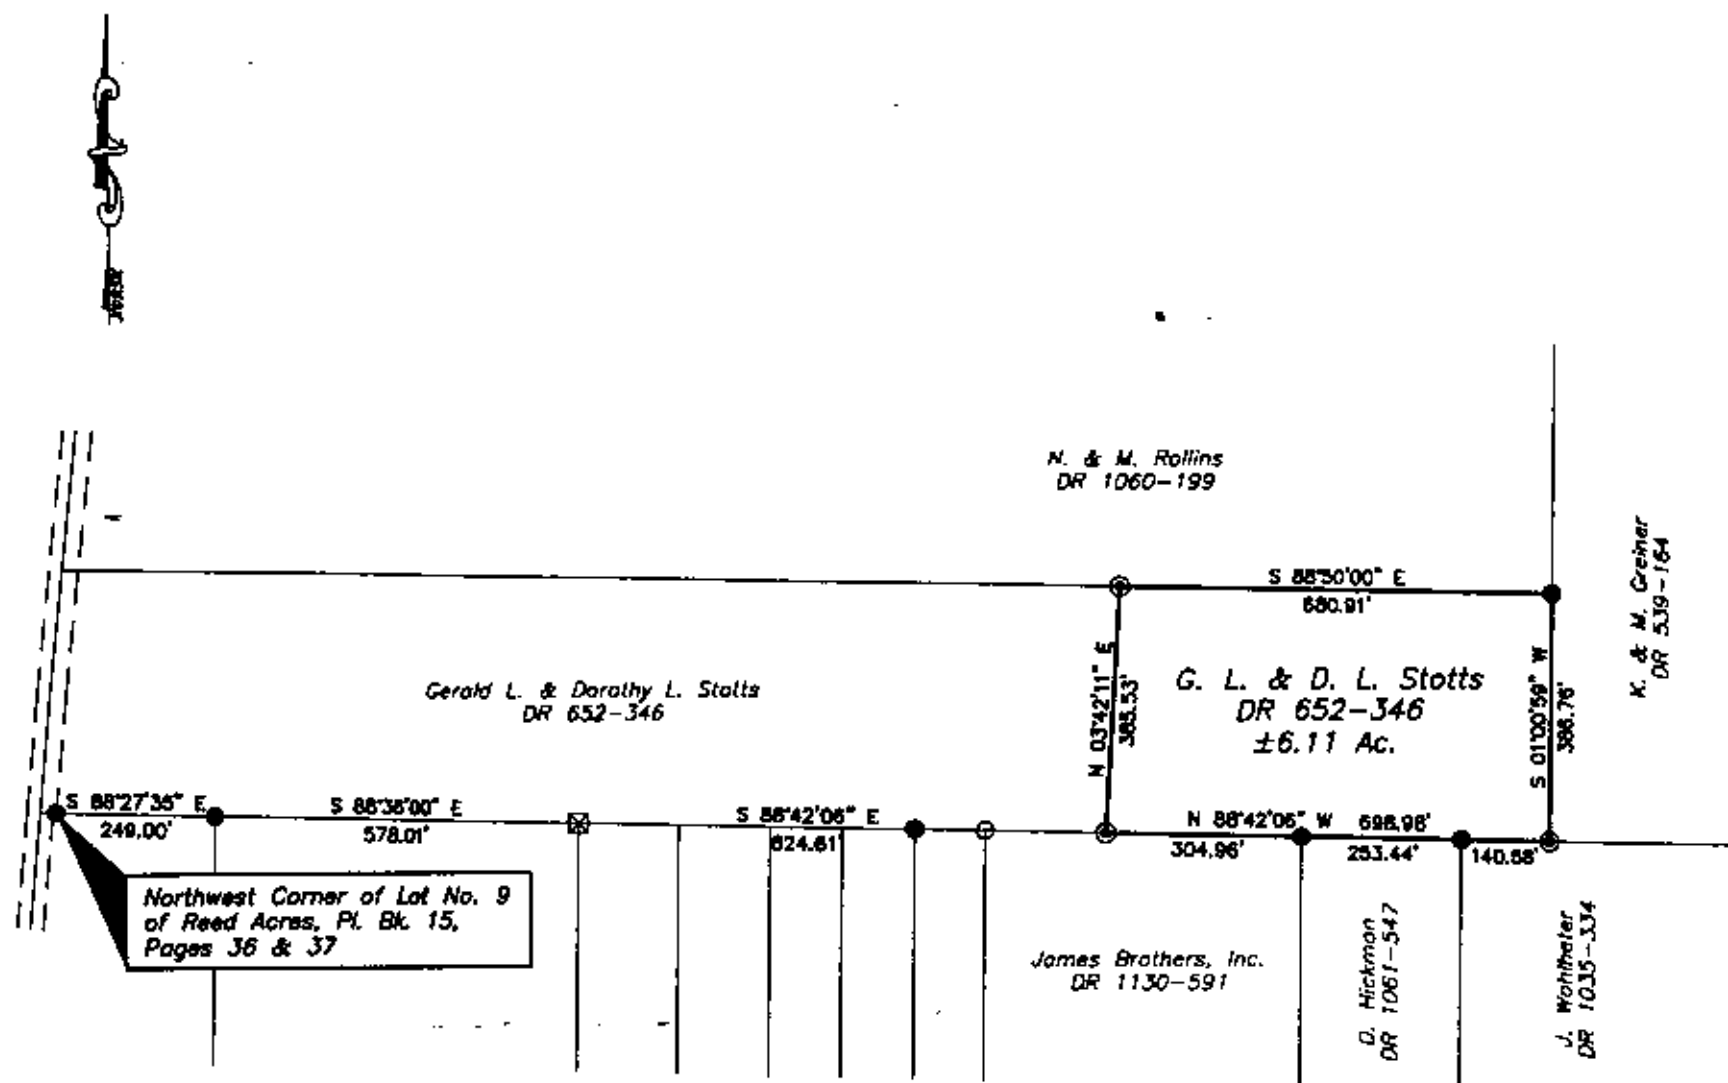 N. & M. Rollins
DR 1060-199
K. & M. Greiner
DR 539-164
S 88°50'00" E
680.91'
N 03°42'11" E
385.53'
G. L. & D. L. Stotts
DR 652-346
±6.11 Ac.
S 01°00'59" W
386.76'
Gerald L. & Dorothy L. Stotts
DR 652-346
S 88°27'35" E
249.00'
S 88°38'00" E
578.01'
S 88°42'06" E
624.61'
N 88°42'06" W 698.98'
304.96'
253.44'
140.58'
Northwest Corner of Lot No. 9
of Reed Acres, Pl. Bk. 15,
Pages 36 & 37
James Brothers, Inc.
DR 1130-591
D. Hickman
DR 1061-547
J. Wohlhater
DR 1035-334